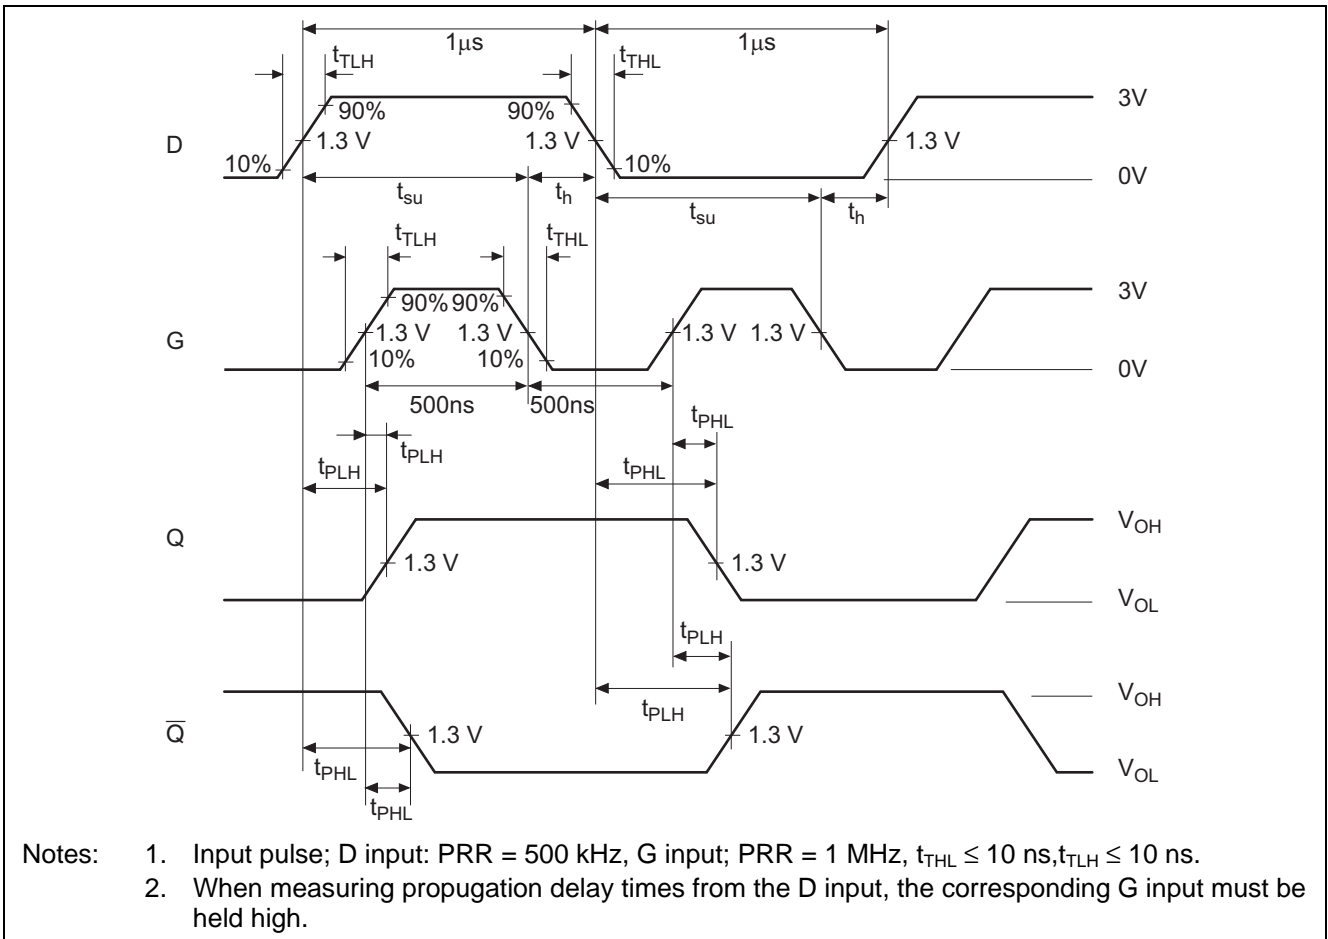 1μs 1μs
tTLH tTHL
90% 90% 3V
D 1.3 V 1.3 V 1.3 V
10% 10% 0V
tsu th tsu th
tTLH tTHL
90% 90% 3V
G 1.3 V 1.3 V 1.3 V 1.3 V
10% 10% 0V
500ns 500ns
tPHL
tPLH
tPLH tPHL
Q VOH
1.3 V 1.3 V
VOL
tPLH
VOH
tPLH
Q̅ 1.3 V 1.3 V
tPHL VOL
tPHL
Notes: 1. Input pulse; D input: PRR = 500 kHz, G input; PRR = 1 MHz, tTHL ≤ 10 ns,tTLH ≤ 10 ns.
2. When measuring propugation delay times from the D input, the corresponding G input must be
held high.